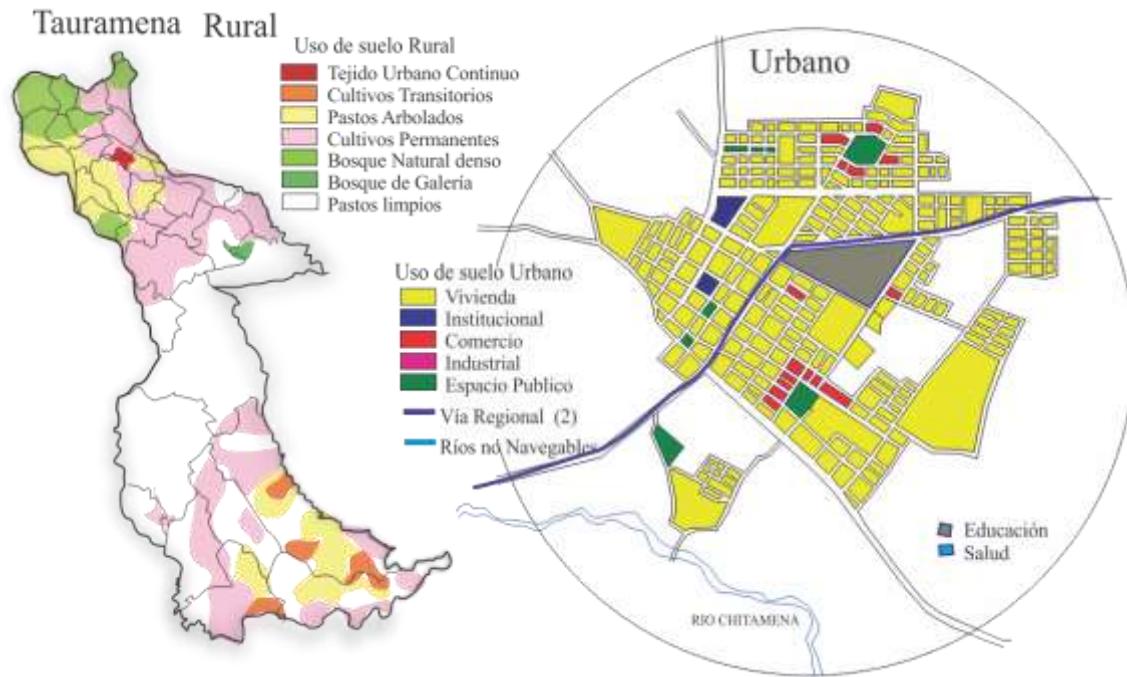 Tauramena Rural
Uso de suelo Rural
Tejido Urbano Continuo
Cultivos Transitorios
Pastos Arbolados
Cultivos Permanentes
Bosque Natural denso
Bosque de Galería
Pastos limpios
Urbano
Uso de suelo Urbano
Vivienda
Institucional
Comercio
Industrial
Espacio Publico
Vía Regional (2)
Ríos nó Navegables
Educación
Salud
RIO CHITAMENA